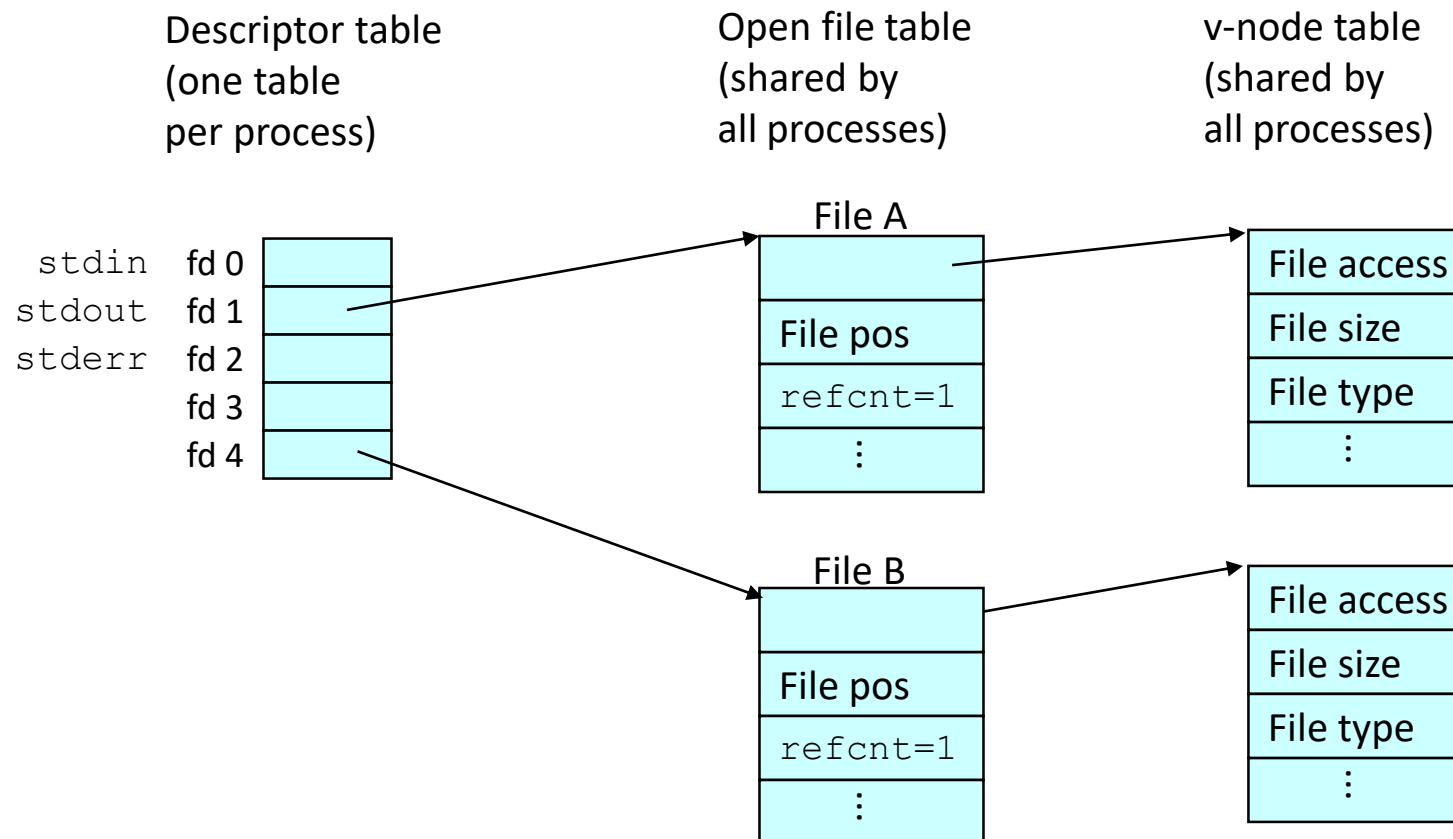 Descriptor table
(one table
per process)
Open file table
(shared by
all processes)
v-node table
(shared by
all processes)
stdin fd 0
stdout fd 1
stderr fd 2
fd 3
fd 4
File A
File pos
refcnt=1
⋮
File access
File size
File type
⋮
File B
File pos
refcnt=1
⋮
File access
File size
File type
⋮